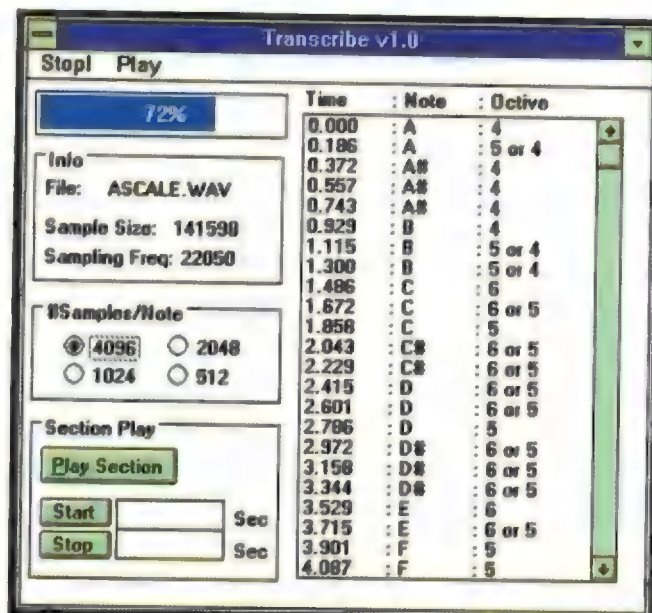 Transcribe v1.0
Stop! Play
72%
Info
File: ASCALE.WAV
Sample Size: 141598
Sampling Freq: 22050
#Samples/Note
4096 2048
1024 512
Section Play
Play Section
Start Sec
Stop Sec
Time : Note : Octive
0.000 : A : 4
0.186 : A : 5 or 4
0.372 : A# : 4
0.557 : A# : 4
0.743 : A# : 4
0.929 : B : 4
1.115 : B : 5 or 4
1.300 : B : 5 or 4
1.486 : C : 6
1.672 : C : 6 or 5
1.858 : C : 5
2.043 : C# : 6 or 5
2.229 : C# : 6 or 5
2.415 : D : 6 or 5
2.601 : D : 6 or 5
2.786 : D : 5
2.972 : D# : 6 or 5
3.158 : D# : 6 or 5
3.344 : D# : 6 or 5
3.529 : E : 6
3.715 : E : 6 or 5
3.901 : F : 5
4.087 : F : 5